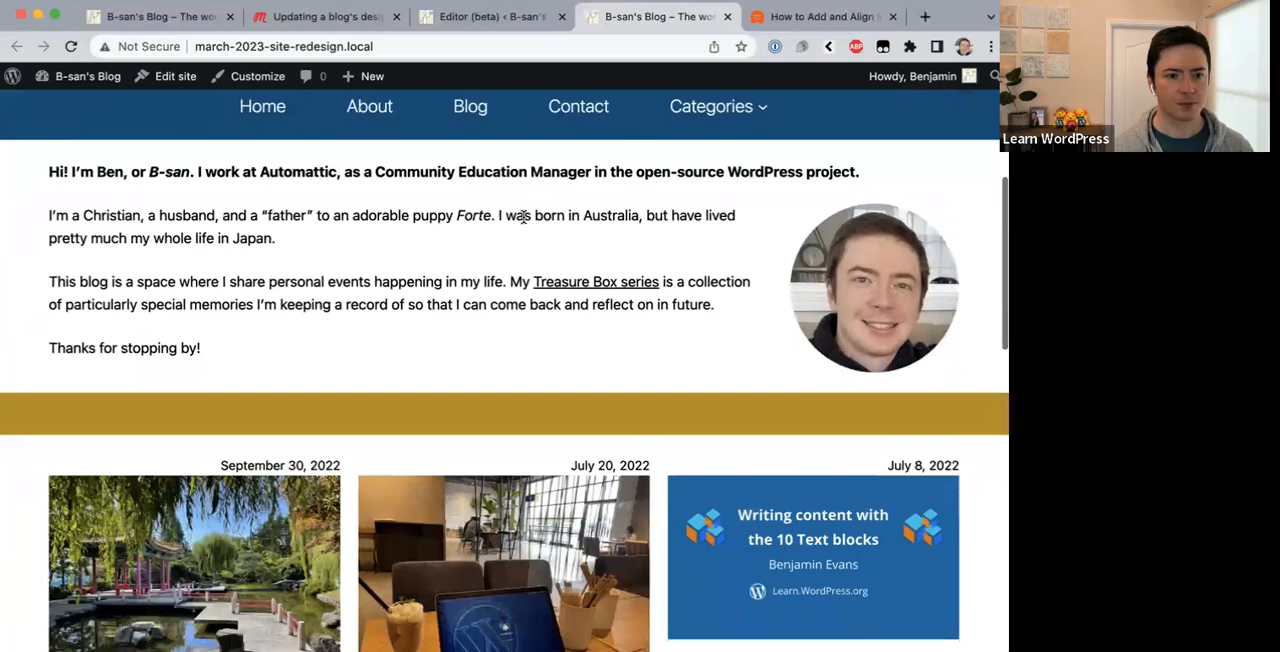 B-san's Blog – The wo
Updating a blog's des
Editor (beta) ‹ B-san's
B-san's Blog – The wo
How to Add and Align
Not Secure
march-2023-site-redesign.local
ABP
B-san's Blog
Edit site
Customize
0
New
Howdy, Benjamin
Home
About
Blog
Contact
Categories
Learn WordPress
Hi! I'm Ben, or B-san. I work at Automattic, as a Community Education Manager in the open-source WordPress project.
I'm a Christian, a husband, and a “father” to an adorable puppy Forte. I was born in Australia, but have lived
pretty much my whole life in Japan.
This blog is a space where I share personal events happening in my life. My Treasure Box series is a collection
of particularly special memories I'm keeping a record of so that I can come back and reflect on in future.
Thanks for stopping by!
September 30, 2022
July 20, 2022
July 8, 2022
Writing content with
the 10 Text blocks
Benjamin Evans
Learn.WordPress.org